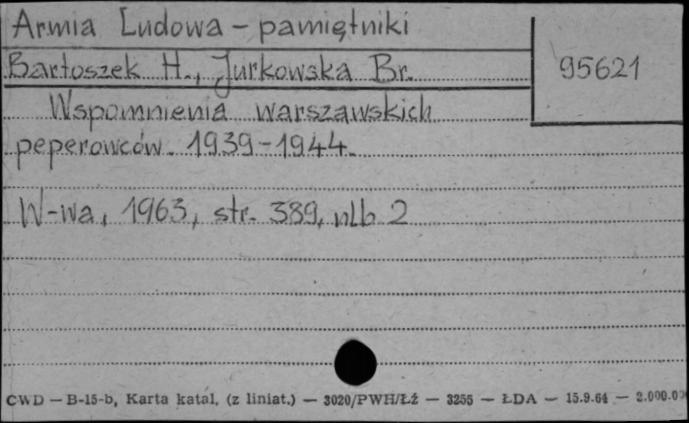 Armia Ludowa - pamiętniki
95621
Bartoszek H., Jurkowska Br.
Wspomnienia warszawskich
peperowców. 1939-1944.
W-wa, 1963, str. 389, nlb 2
CWD — B-15-b, Karta katal. (z liniat.) — 3020/PWH/Łź — 3255 — ŁDA — 15.9.64 — 2.000.0